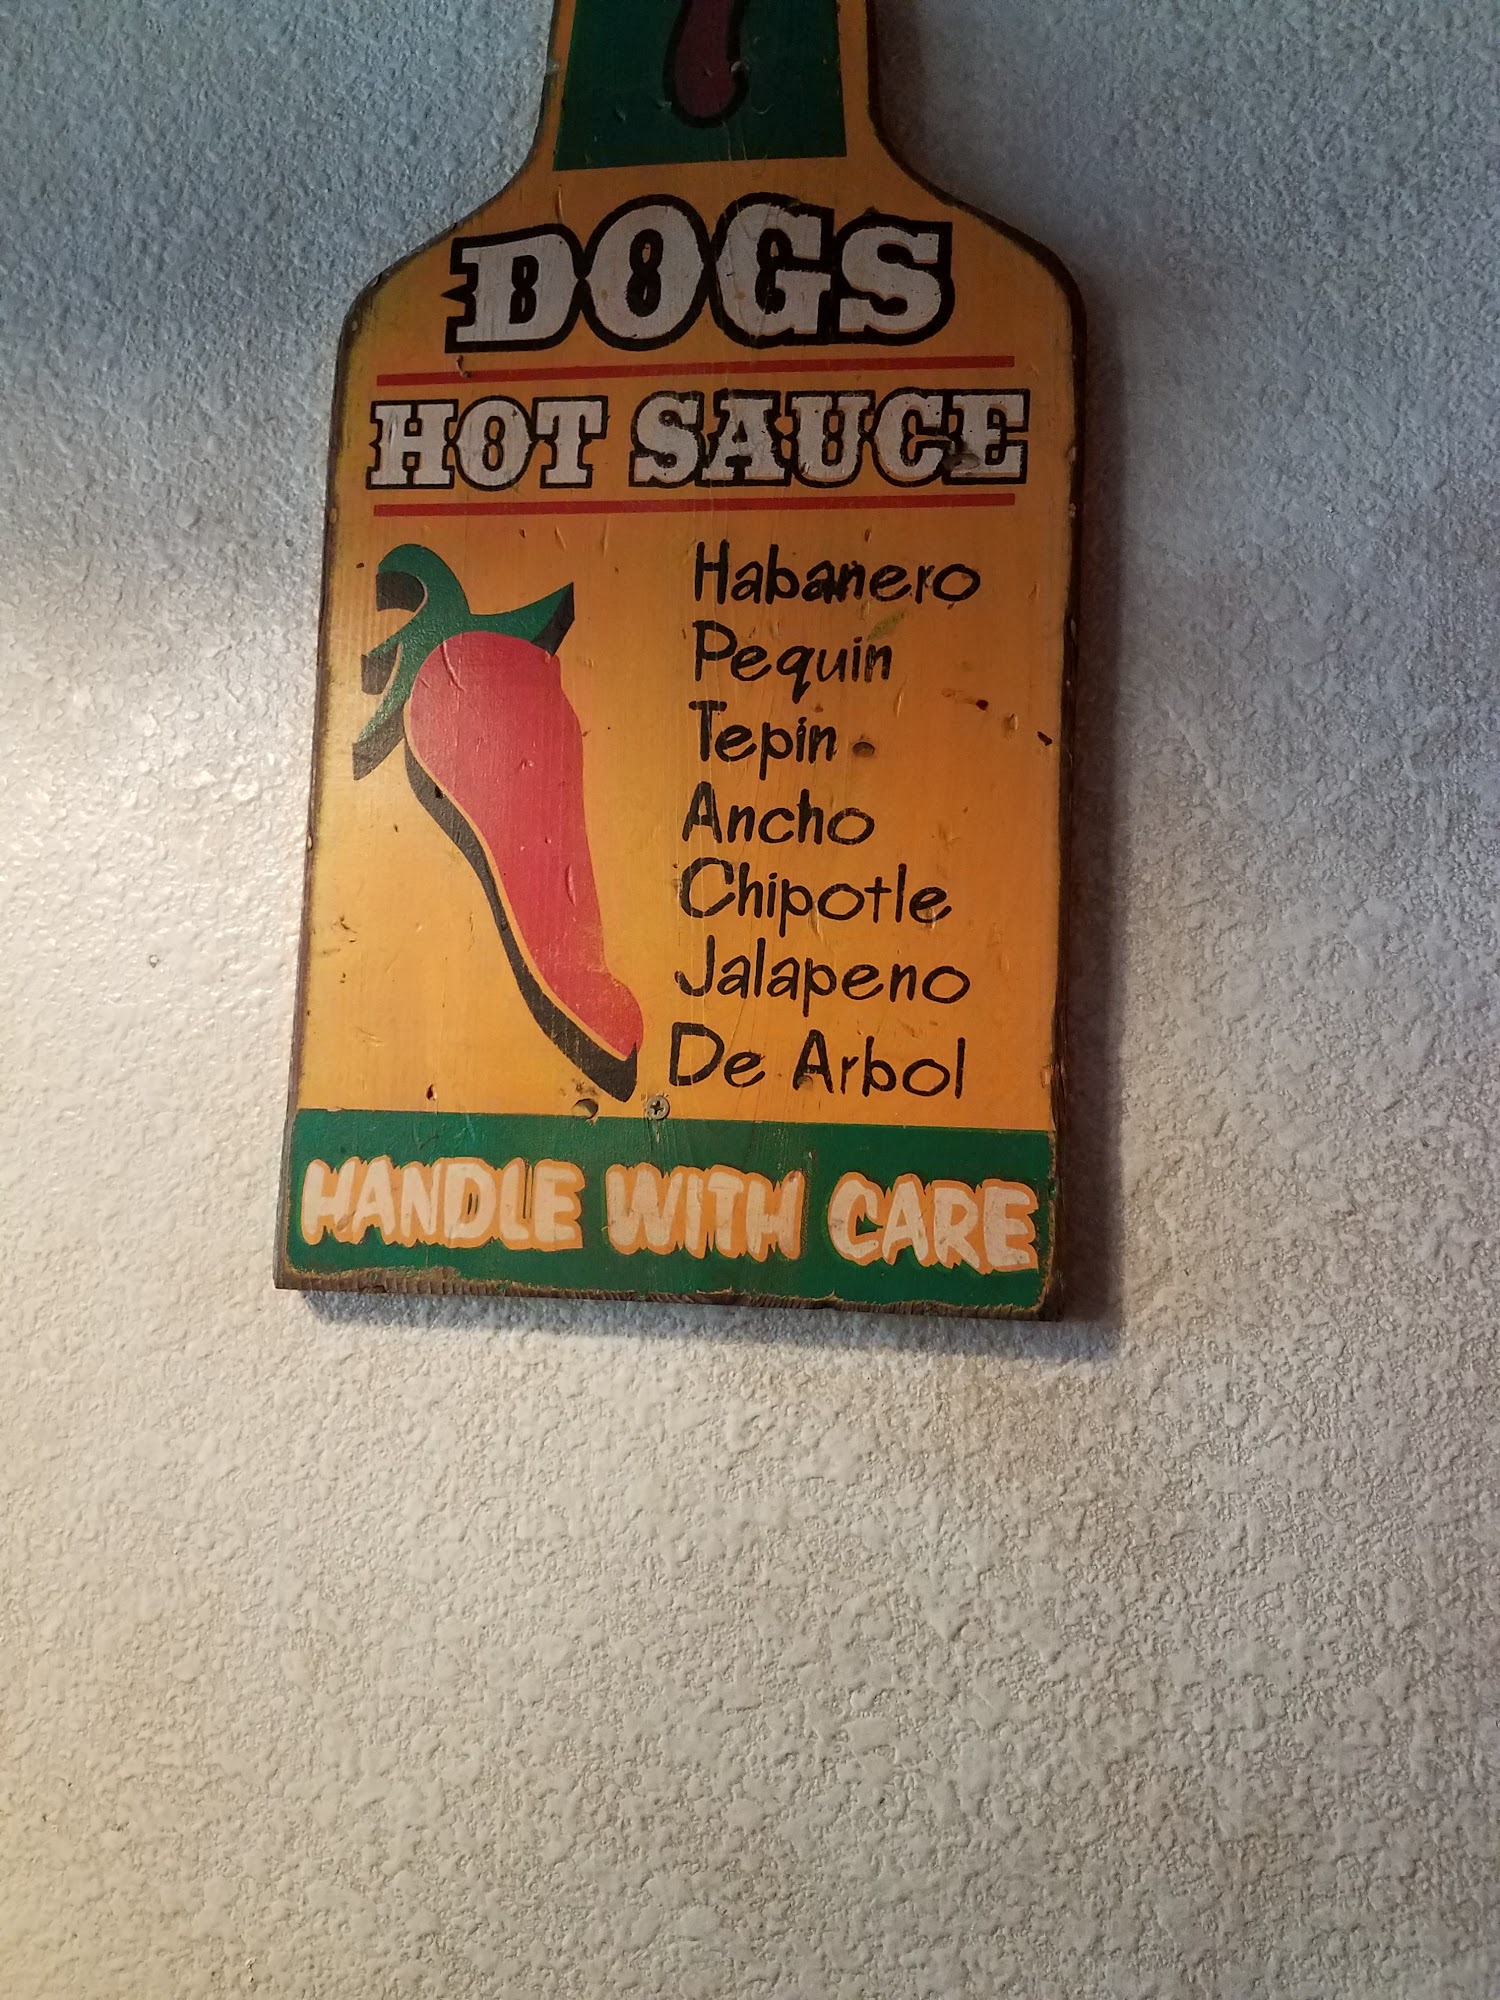 DOGS
HOT SAUCE
Habanero
Pequin
Tepin
Ancho
Chipotle
Jalapeno
De Arbol
HANDLE WITH CARE